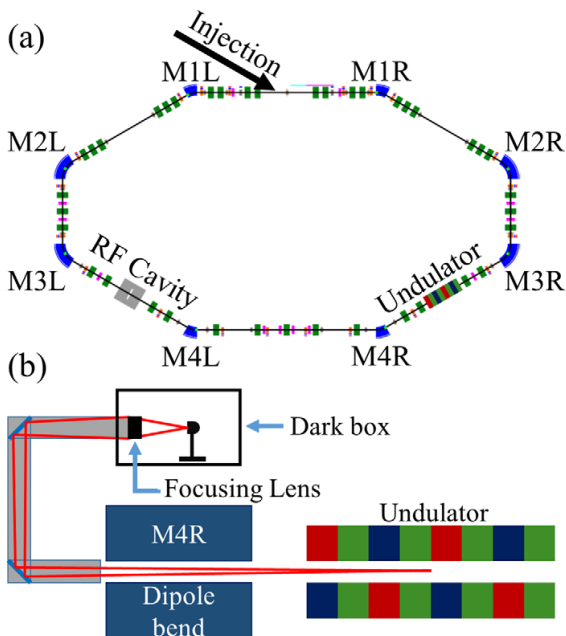 (a)
Injection
M1L
M1R
M2L
M2R
RF Cavity
Undulator
M3L
M3R
M4L
M4R
(b)
Dark box
Focusing Lens
M4R
Undulator
Dipole
bend